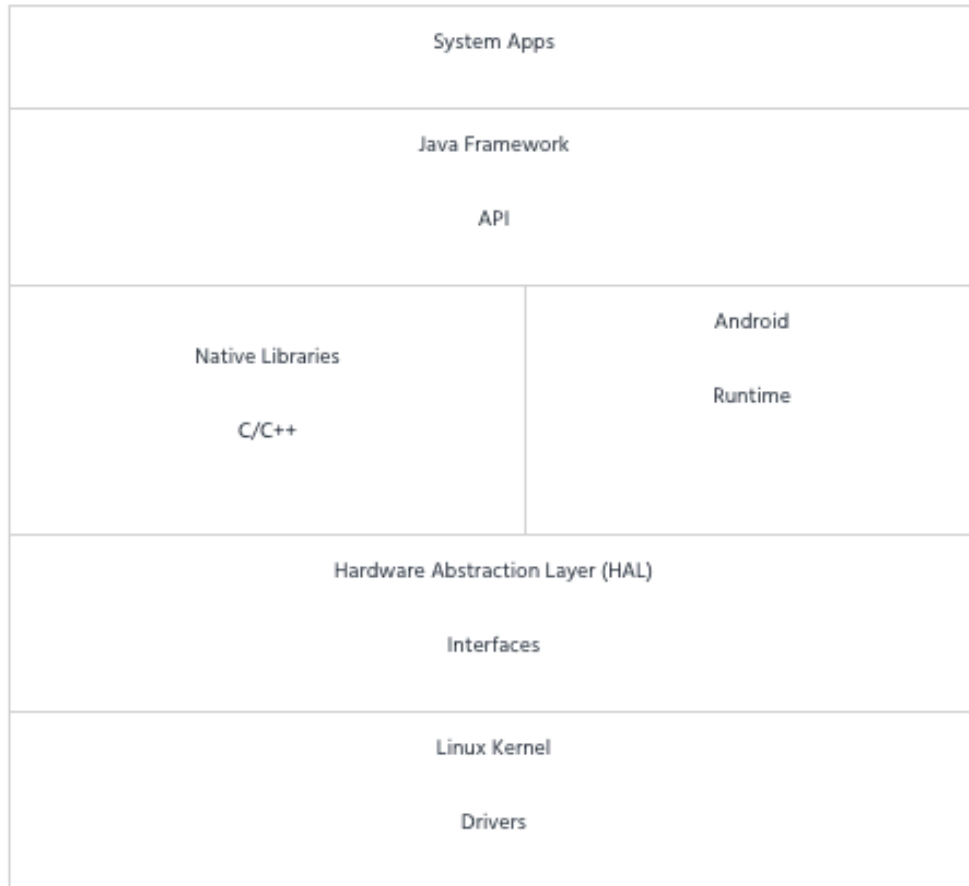 System Apps
Java Framework
API
Native Libraries
C/C++
Android
Runtime
Hardware Abstraction Layer (HAL)
Interfaces
Linux Kernel
Drivers